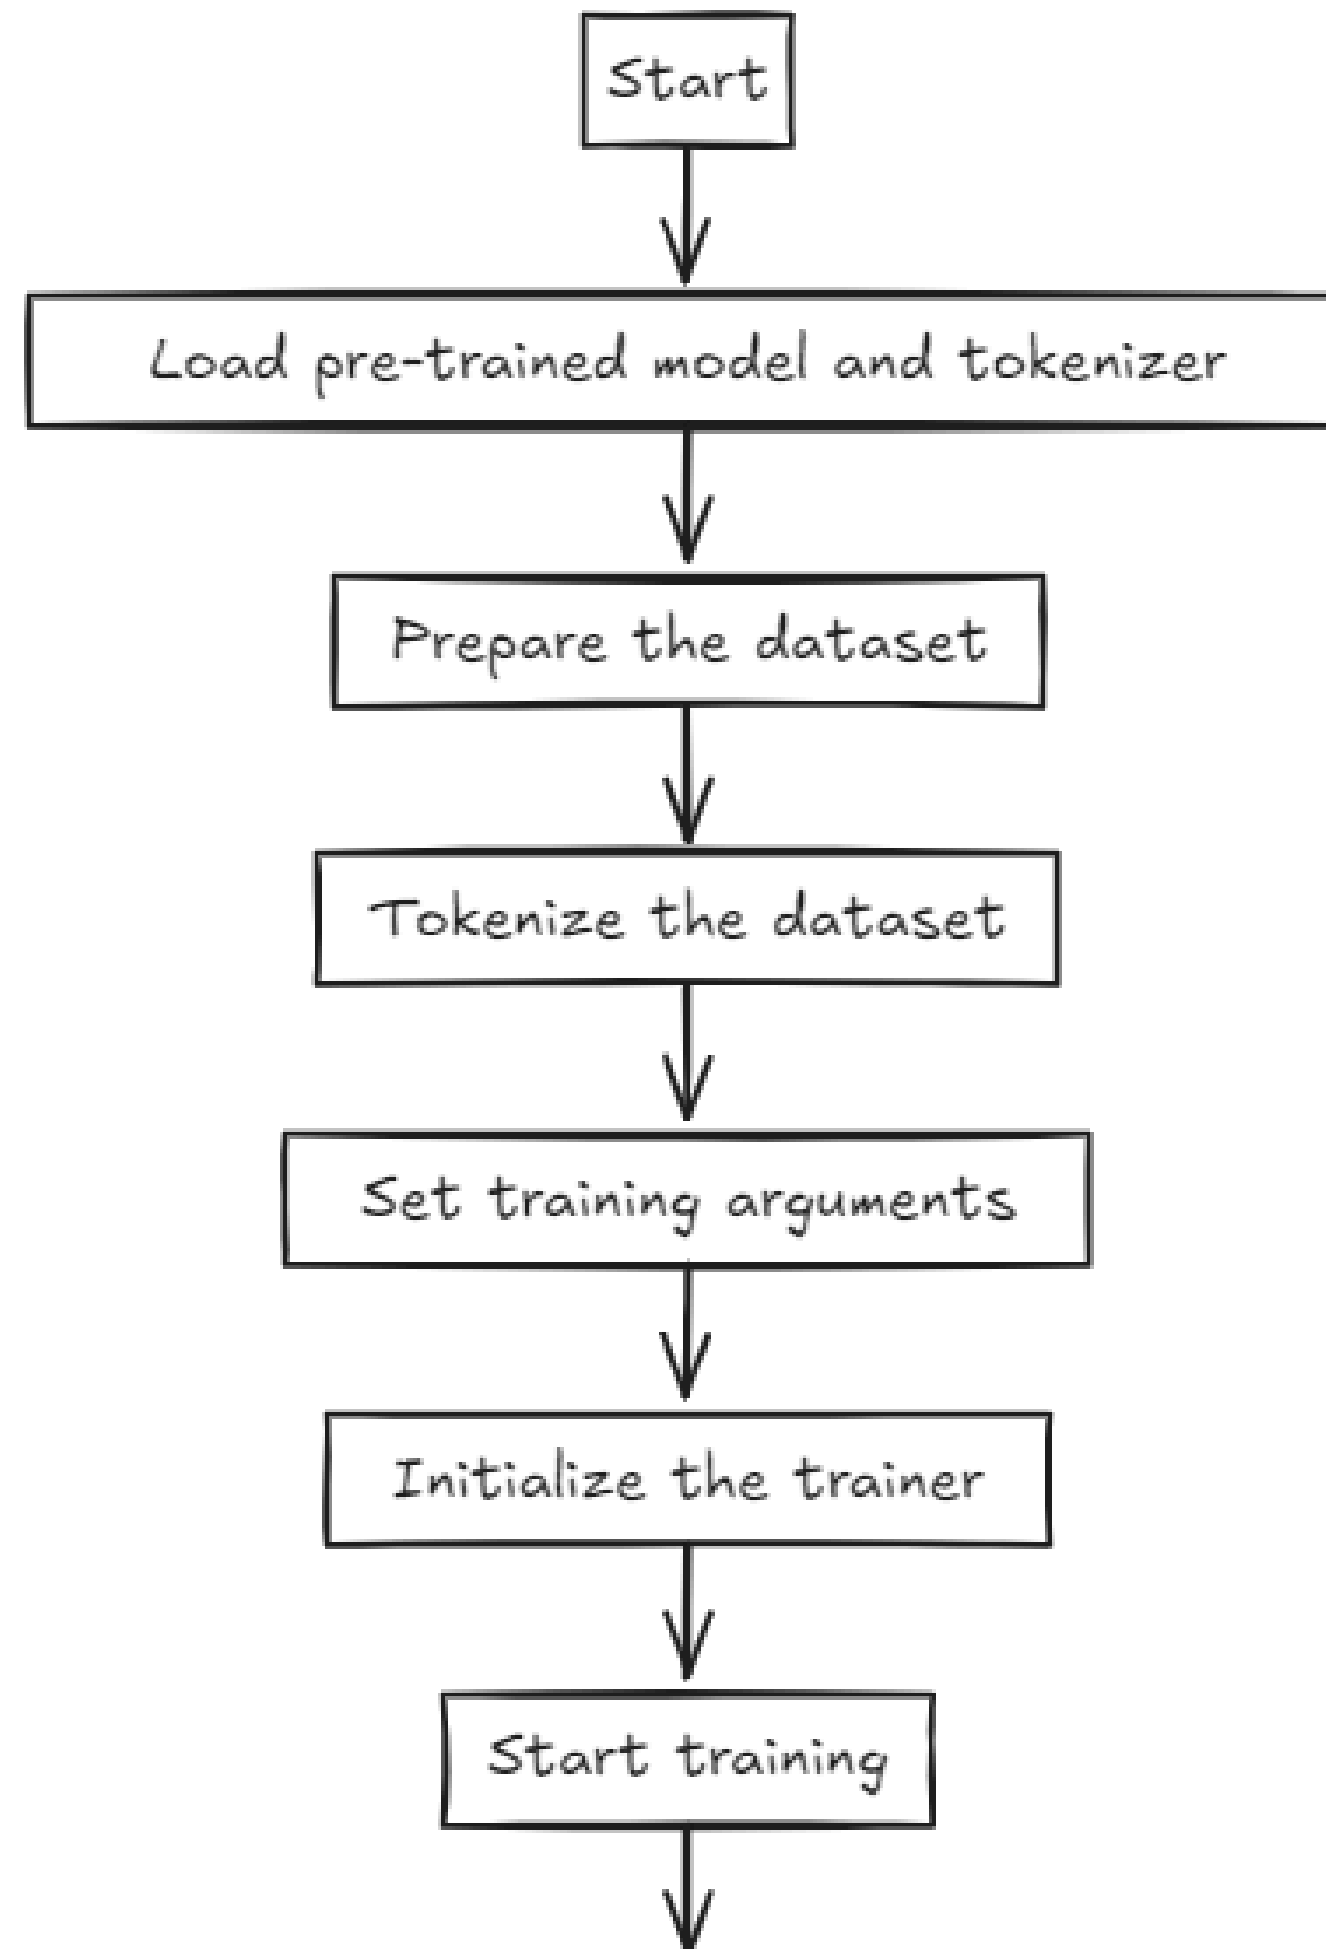 Start
Load pre-trained model and tokenizer
Prepare the dataset
Tokenize the dataset
Set training arguments
Initialize the trainer
Start training